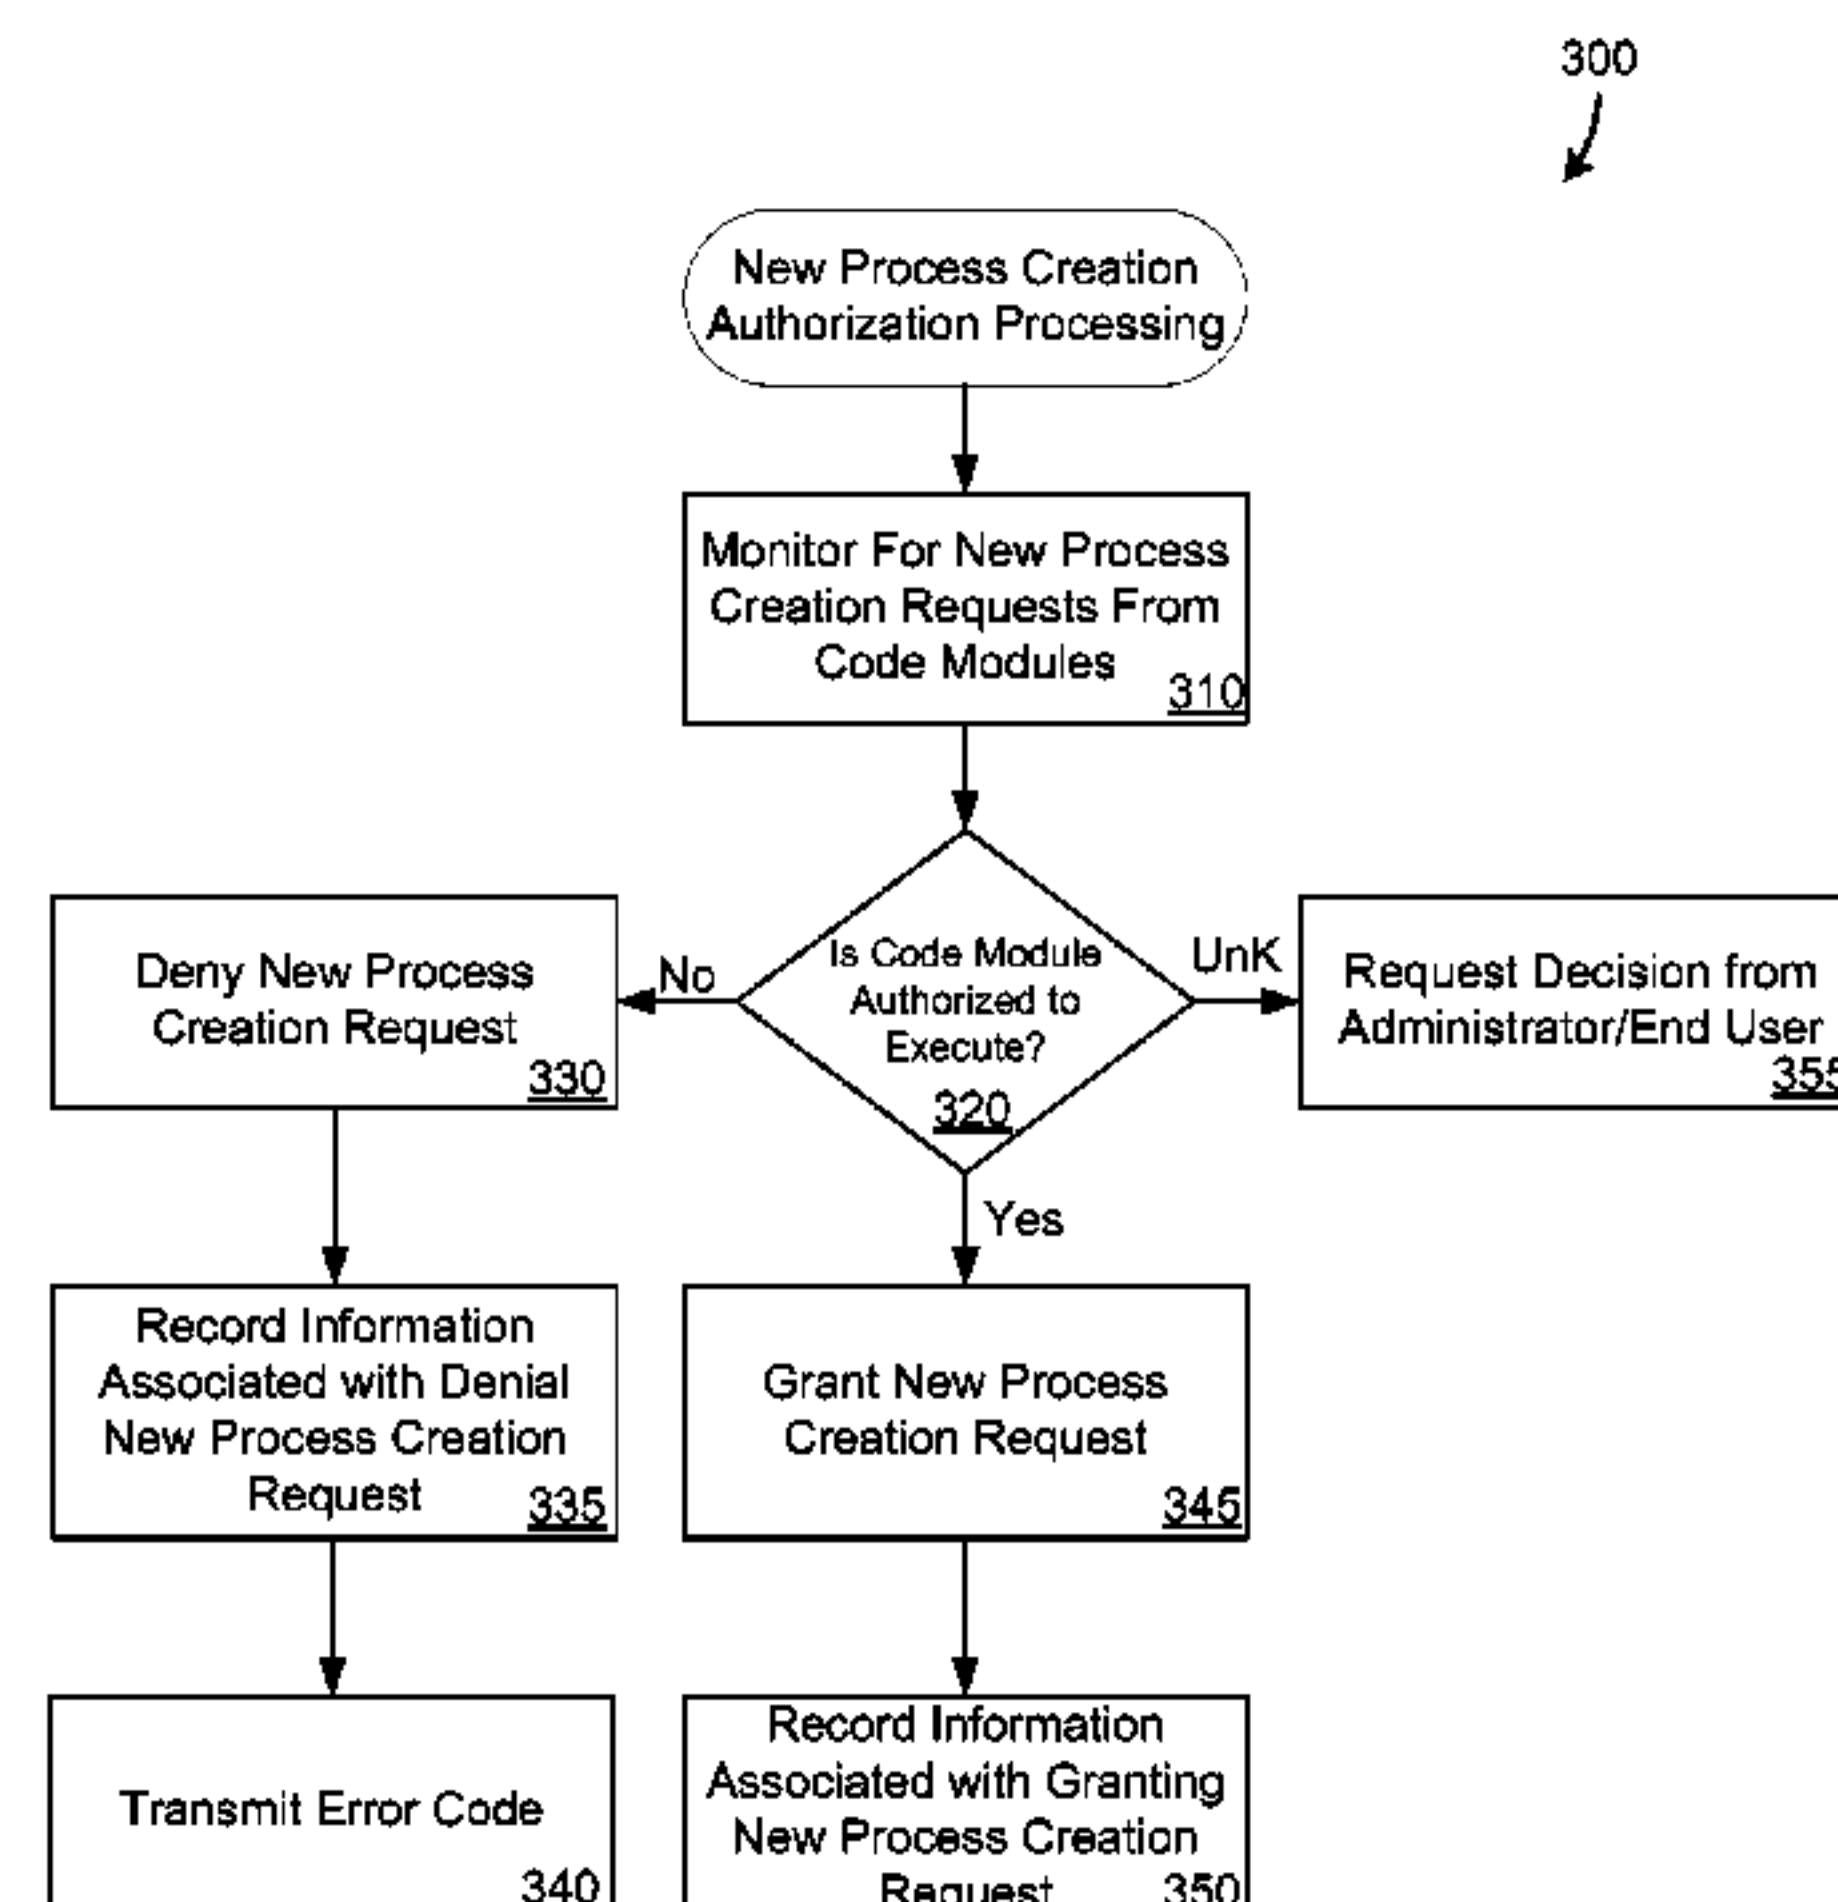 300
New Process Creation
Authorization Processing
Monitor For New Process
Creation Requests From
Code Modules
310
Deny New Process
Creation Request
330
No
Is Code Module
Authorized to
Execute?
320
UnK
Request Decision from
Administrator/End User
355
Yes
Record Information
Associated with Denial
New Process Creation
Request
335
Grant New Process
Creation Request
345
Transmit Error Code
340
Record Information
Associated with Granting
New Process Creation
Request
350